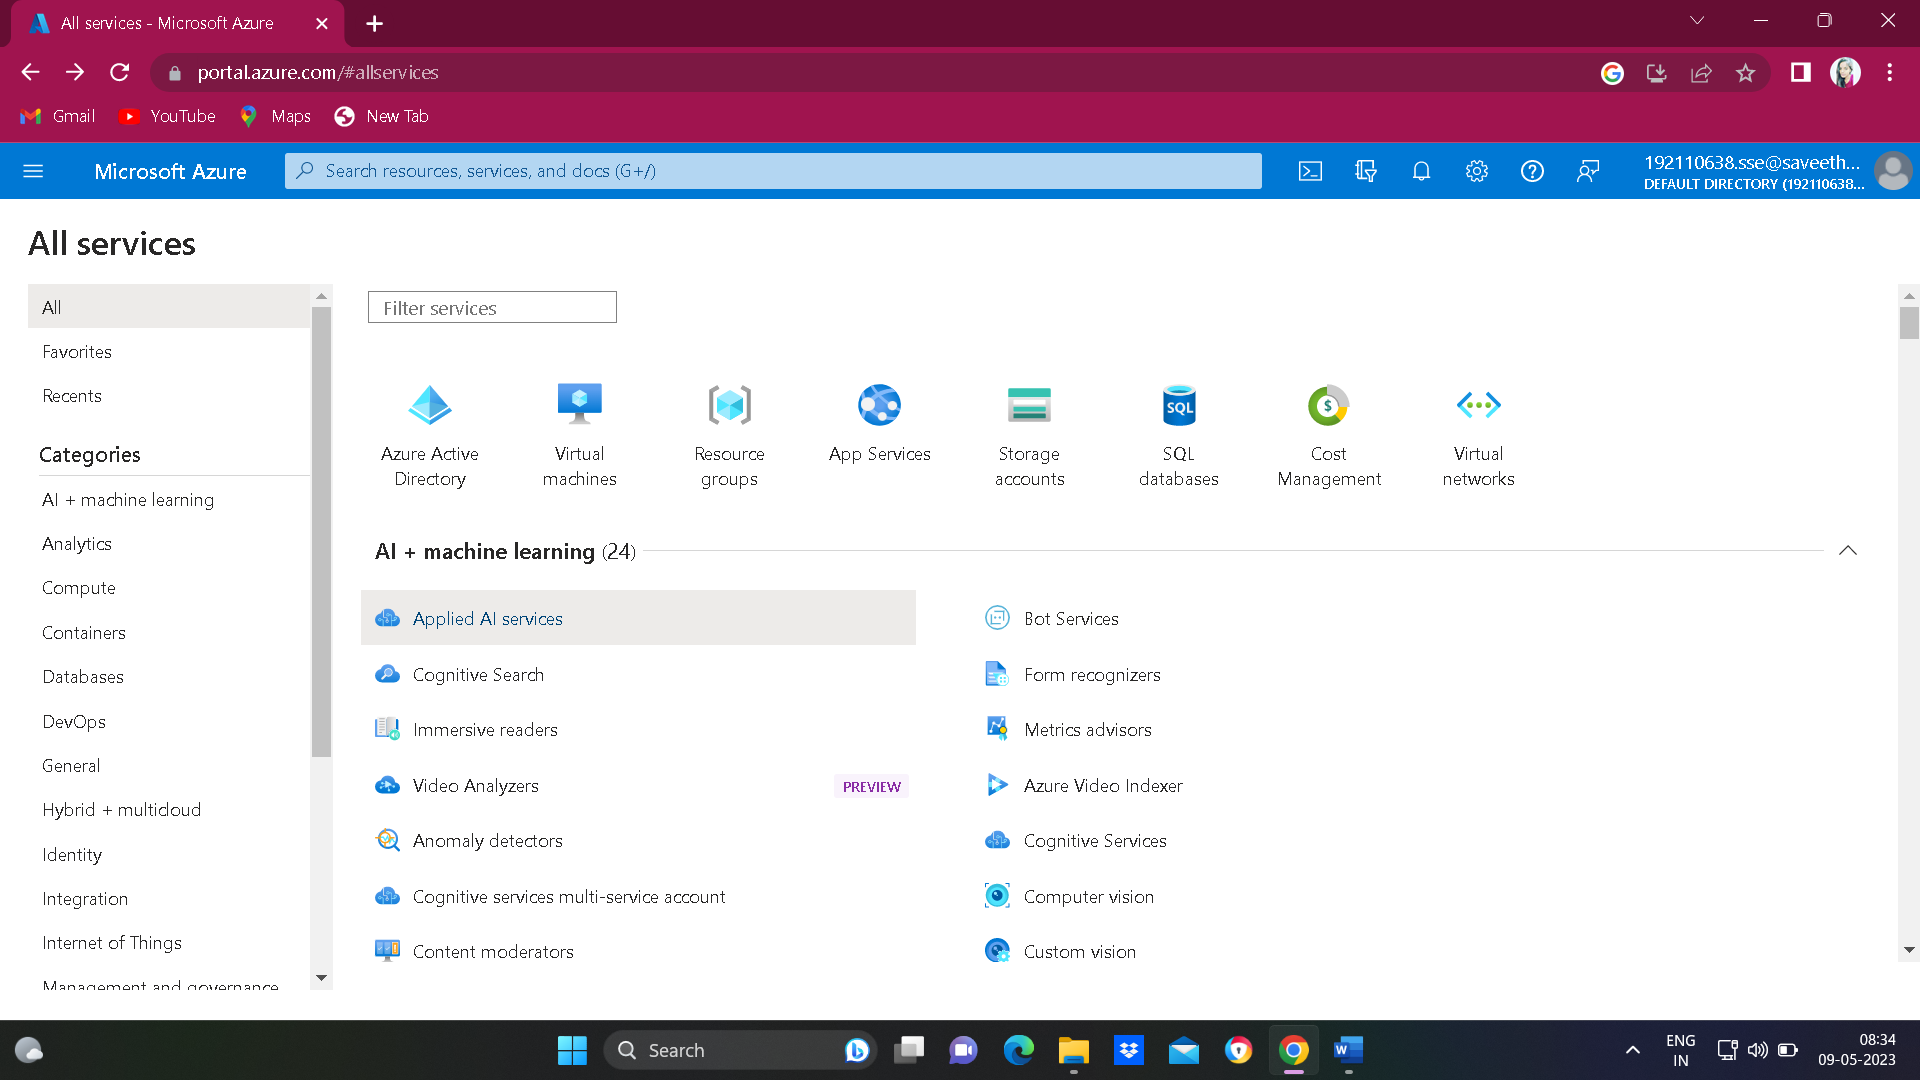 All services - Microsoft Azure
portal.azure.com/#allservices
Gmail YouTube Maps New Tab
Microsoft Azure
Search resources, services, and docs (G+/)
192110638.sse@saveeth...
DEFAULT DIRECTORY (192110638...
All services
All
Favorites
Recents
Categories
AI + machine learning
Analytics
Compute
Containers
Databases
DevOps
General
Hybrid + multicloud
Identity
Integration
Internet of Things
Management and governance
Filter services
Azure Active
Directory
Virtual
machines
Resource
groups
App Services
Storage
accounts
SQL
SQL
databases
$
Cost
Management
Virtual
networks
AI + machine learning (24)
Applied AI services
Bot Services
Cognitive Search
Form recognizers
Immersive readers
Metrics advisors
Video Analyzers PREVIEW
Azure Video Indexer
Anomaly detectors
Cognitive Services
Cognitive services multi-service account
Computer vision
Content moderators
Custom vision
Search
ENG
IN
08:34
09-05-2023